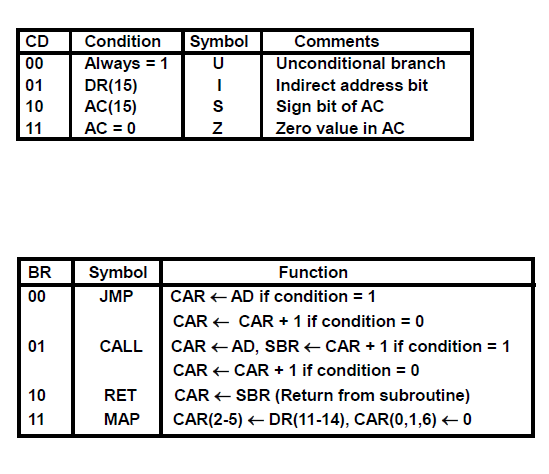 CD Condition Symbol Comments
00 Always = 1 U Unconditional branch
01 DR(15) I Indirect address bit
10 AC(15) S Sign bit of AC
11 AC = 0 Z Zero value in AC
BR Symbol Function
00 JMP CAR ← AD if condition = 1
CAR ← CAR + 1 if condition = 0
01 CALL CAR ← AD, SBR ← CAR + 1 if condition = 1
CAR ← CAR + 1 if condition = 0
10 RET CAR ← SBR (Return from subroutine)
11 MAP CAR(2-5) ← DR(11-14), CAR(0,1,6) ← 0